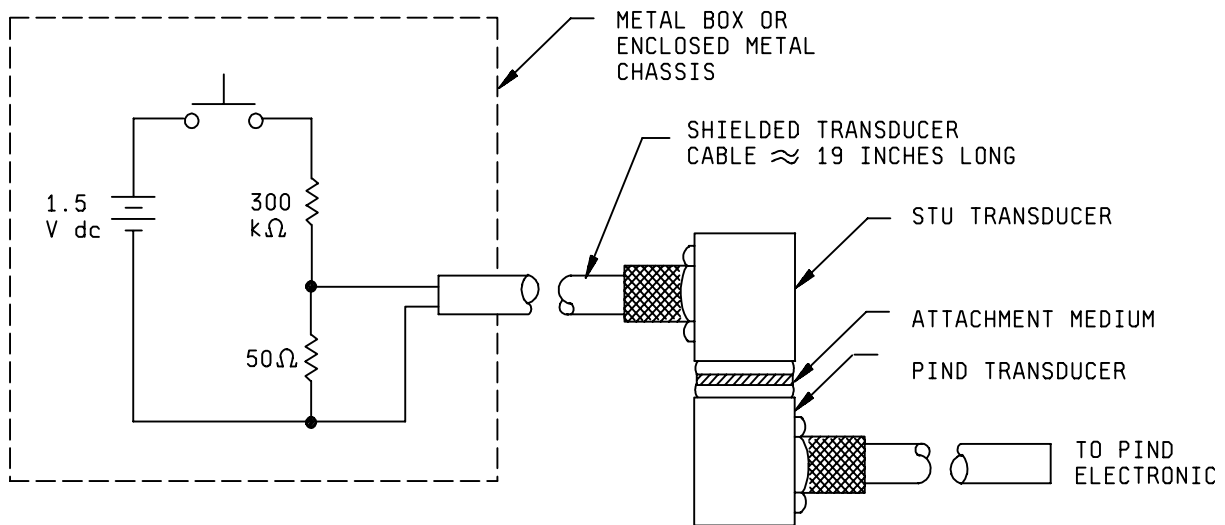 METAL BOX OR
ENCLOSED METAL
CHASSIS
SHIELDED TRANSDUCER
CABLE ≈ 19 INCHES LONG
1.5
V dc
300
kΩ
STU TRANSDUCER
ATTACHMENT MEDIUM
50Ω
PIND TRANSDUCER
TO PIND
ELECTRONIC